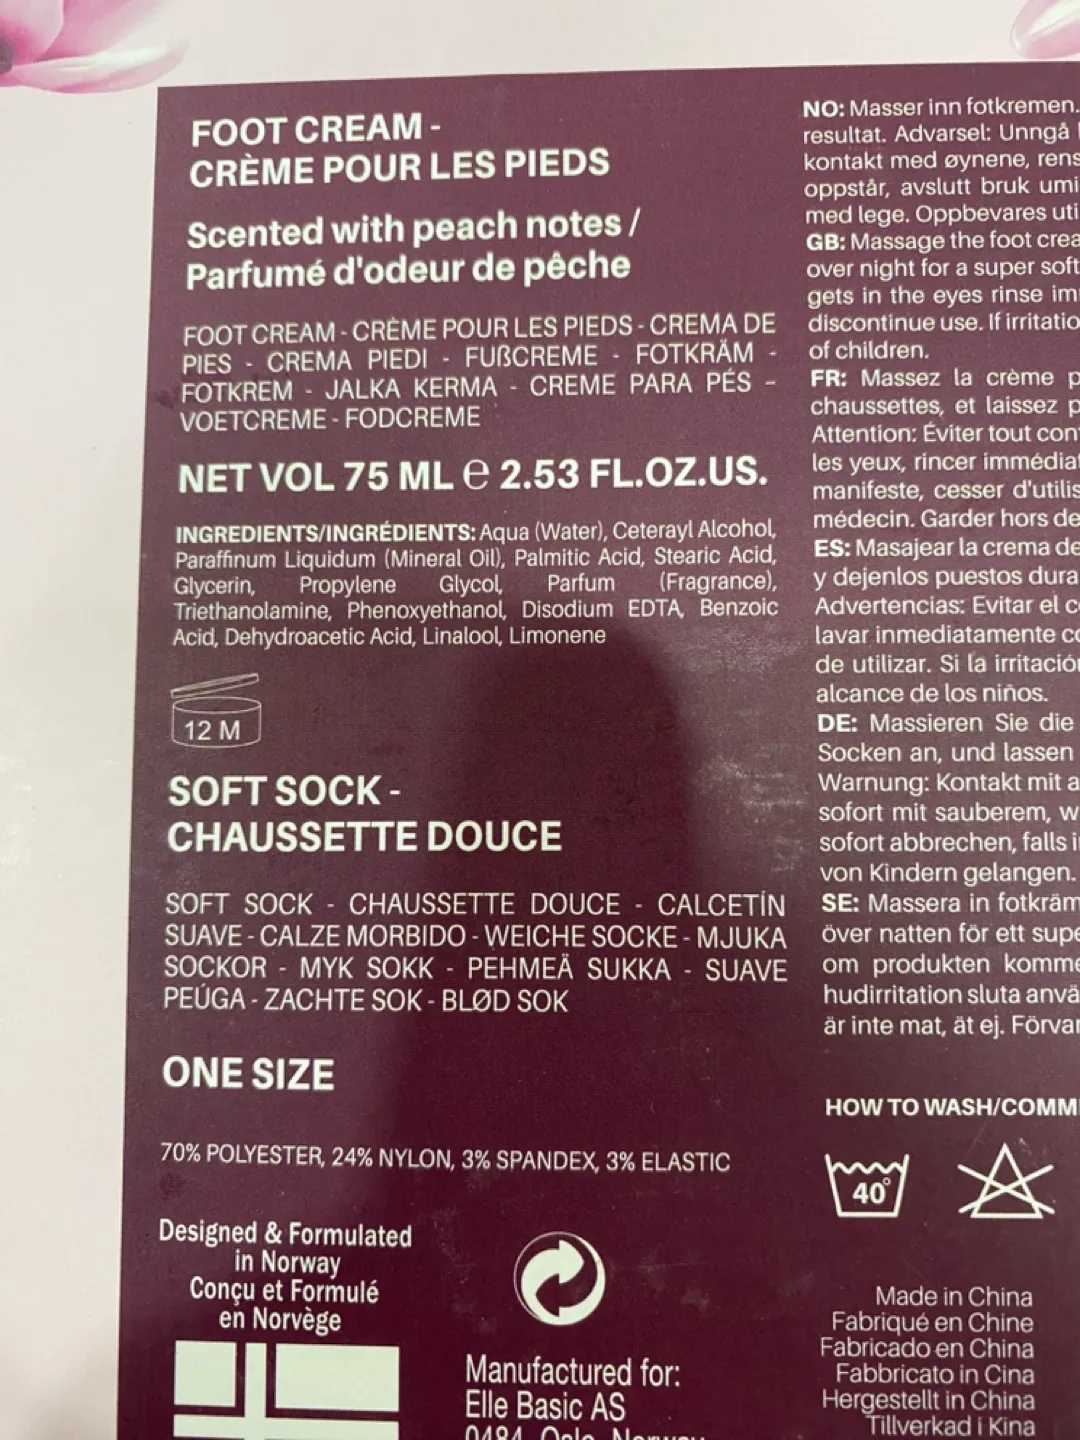 FOOT CREAM -
CRÈME POUR LES PIEDS
Scented with peach notes /
Parfumé d'odeur de pêche
FOOT CREAM - CRÈME POUR LES PIEDS - CREMA DE
PIES - CREMA PIEDI - FUßCREME - FOTKRÄM -
FOTKREM - JALKA KERMA - CREME PARA PÉS -
VOETCREME - FODCREME
NET VOL 75 ML ℮ 2.53 FL.OZ.US.
INGREDIENTS/INGRÉDIENTS: Aqua (Water), Ceterayl Alcohol,
Paraffinum Liquidum (Mineral Oil), Palmitic Acid, Stearic Acid,
Glycerin, Propylene Glycol, Parfum (Fragrance),
Triethanolamine, Phenoxyethanol, Disodium EDTA, Benzoic
Acid, Dehydroacetic Acid, Linalool, Limonene
12 M
SOFT SOCK -
CHAUSSETTE DOUCE
SOFT SOCK - CHAUSSETTE DOUCE - CALCETÍN
SUAVE - CALZE MORBIDO - WEICHE SOCKE - MJUKA
SOCKOR - MYK SOKK - PEHMEÄ SUKKA - SUAVE
PEÚGA - ZACHTE SOK - BLØD SOK
ONE SIZE
70% POLYESTER, 24% NYLON, 3% SPANDEX, 3% ELASTIC
Designed & Formulated
in Norway
Conçu et Formulé
en Norvège
Manufactured for:
Elle Basic AS
0484 Oslo, Norway
NO: Masser inn fotkremen.
resultat. Advarsel: Unngå
kontakt med øynene, rens
oppstår, avslutt bruk umi
med lege. Oppbevares uti
GB: Massage the foot crea
over night for a super soft
gets in the eyes rinse im
discontinue use. If irritatio
of children.
FR: Massez la crème p
chaussettes, et laissez p
Attention: Éviter tout con
les yeux, rincer immédiat
manifeste, cesser d'utilis
médecin. Garder hors de
ES: Masajear la crema de
y dejenlos puestos dura
Advertencias: Evitar el c
lavar inmediatamente co
de utilizar. Si la irritación
alcance de los niños.
DE: Massieren Sie die
Socken an, und lassen
Warnung: Kontakt mit a
sofort mit sauberem, w
sofort abbrechen, falls i
von Kindern gelangen.
SE: Massera in fotkräm
över natten för ett supe
om produkten komme
hudirritation sluta anvä
är inte mat, ät ej. Förvar
HOW TO WASH/COMM
40°
Made in China
Fabriqué en Chine
Fabricado en China
Fabbricato in Cina
Hergestellt in China
Tillverkad i Kina